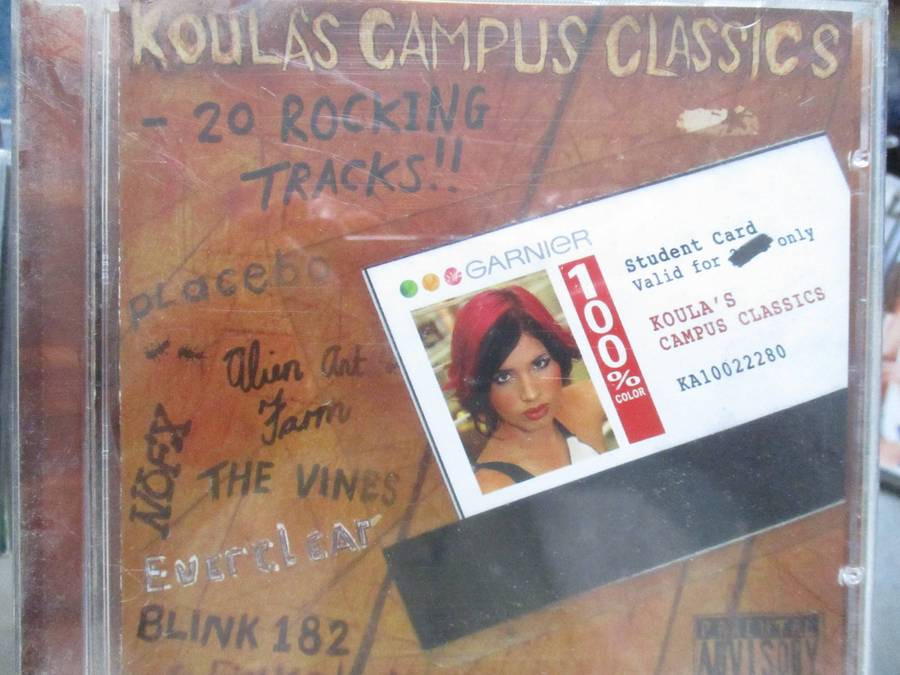 KOULA'S CAMPUS CLASSICS
- 20 ROCKING
TRACKS!!
placebo
Alien Ant
Farm
NOFX
THE VINES
Everclear
BLINK 182
GARNIER
100%
COLOR
Student Card
Valid for only
KOULA'S
CAMPUS CLASSICS
KA10022280
ADVISORY